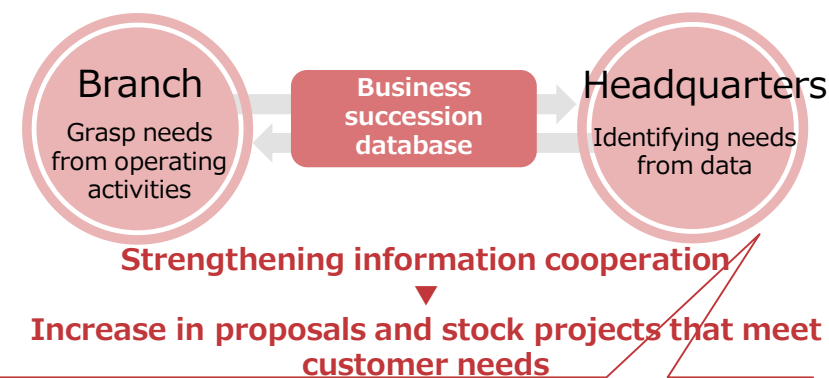 Branch
Grasp needs
from operating
activities
Business
succession
database
Headquarters
Identifying needs
from data
Strengthening information cooperation
▼
Increase in proposals and stock projects that meet
customer needs